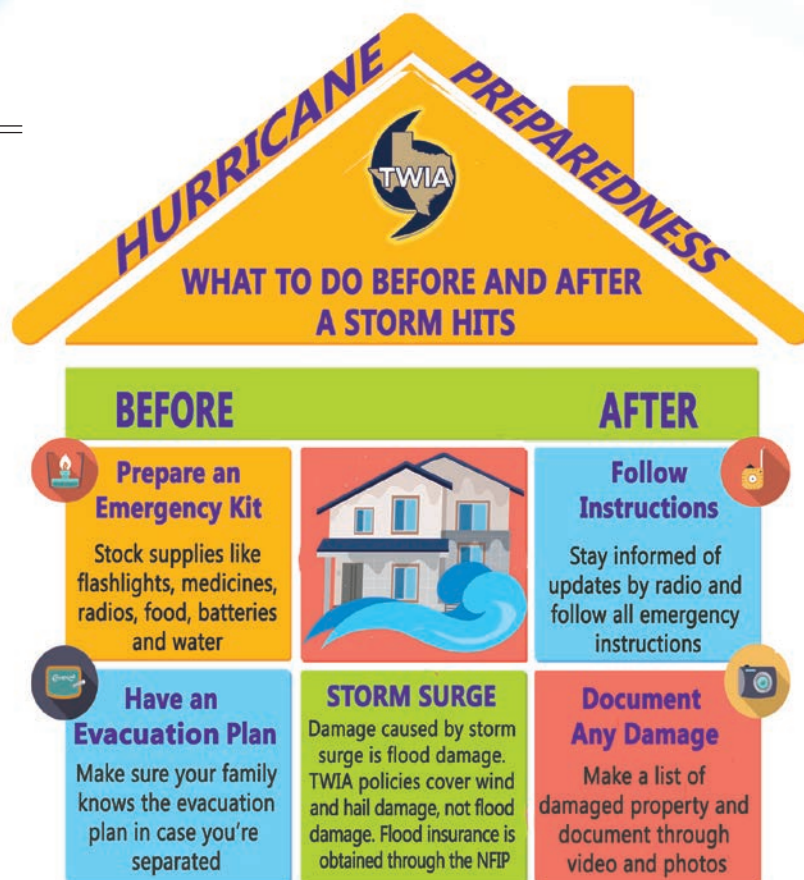 HURRICANE PREPAREDNESS
TWIA
WHAT TO DO BEFORE AND AFTER
A STORM HITS
BEFORE
AFTER
Prepare an
Emergency Kit
Stock supplies like
flashlights, medicines,
radios, food, batteries
and water
Follow
Instructions
Stay informed of
updates by radio and
follow all emergency
instructions
Have an
Evacuation Plan
Make sure your family
knows the evacuation
plan in case you're
separated
STORM SURGE
Damage caused by storm
surge is flood damage.
TWIA policies cover wind
and hail damage, not flood
damage. Flood insurance is
obtained through the NFIP
Document
Any Damage
Make a list of
damaged property and
document through
video and photos